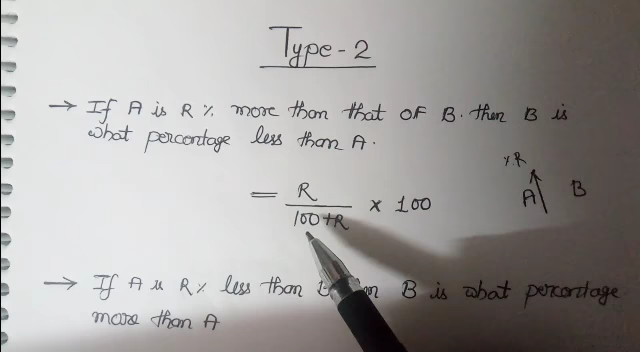 Type-2
→ If A is R % more than that of B. then B is
what percentage less than A.
= R / 100+R × 100
% R
A B
→ If A is R % less than B is what percentage
more than A